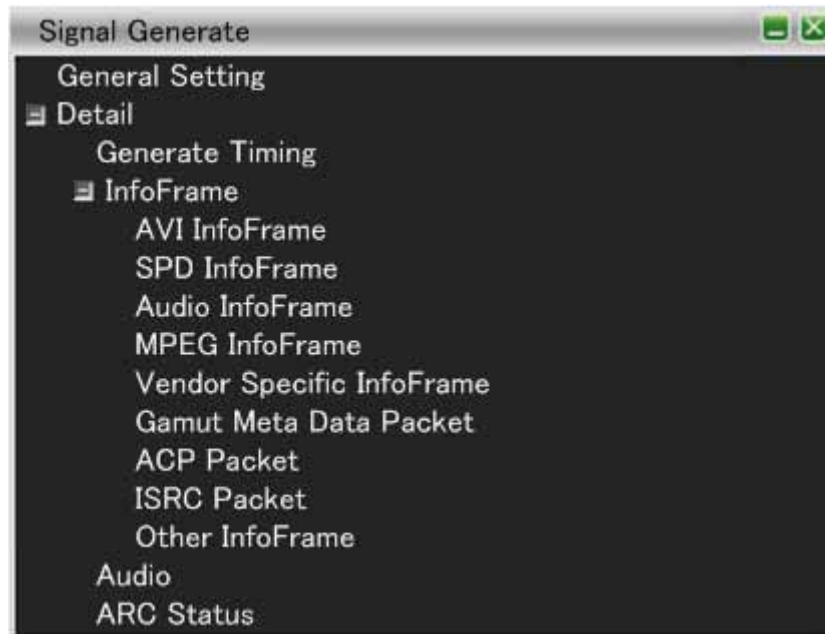 Signal Generate
General Setting
Detail
Generate Timing
InfoFrame
AVI InfoFrame
SPD InfoFrame
Audio InfoFrame
MPEG InfoFrame
Vendor Specific InfoFrame
Gamut Meta Data Packet
ACP Packet
ISRC Packet
Other InfoFrame
Audio
ARC Status